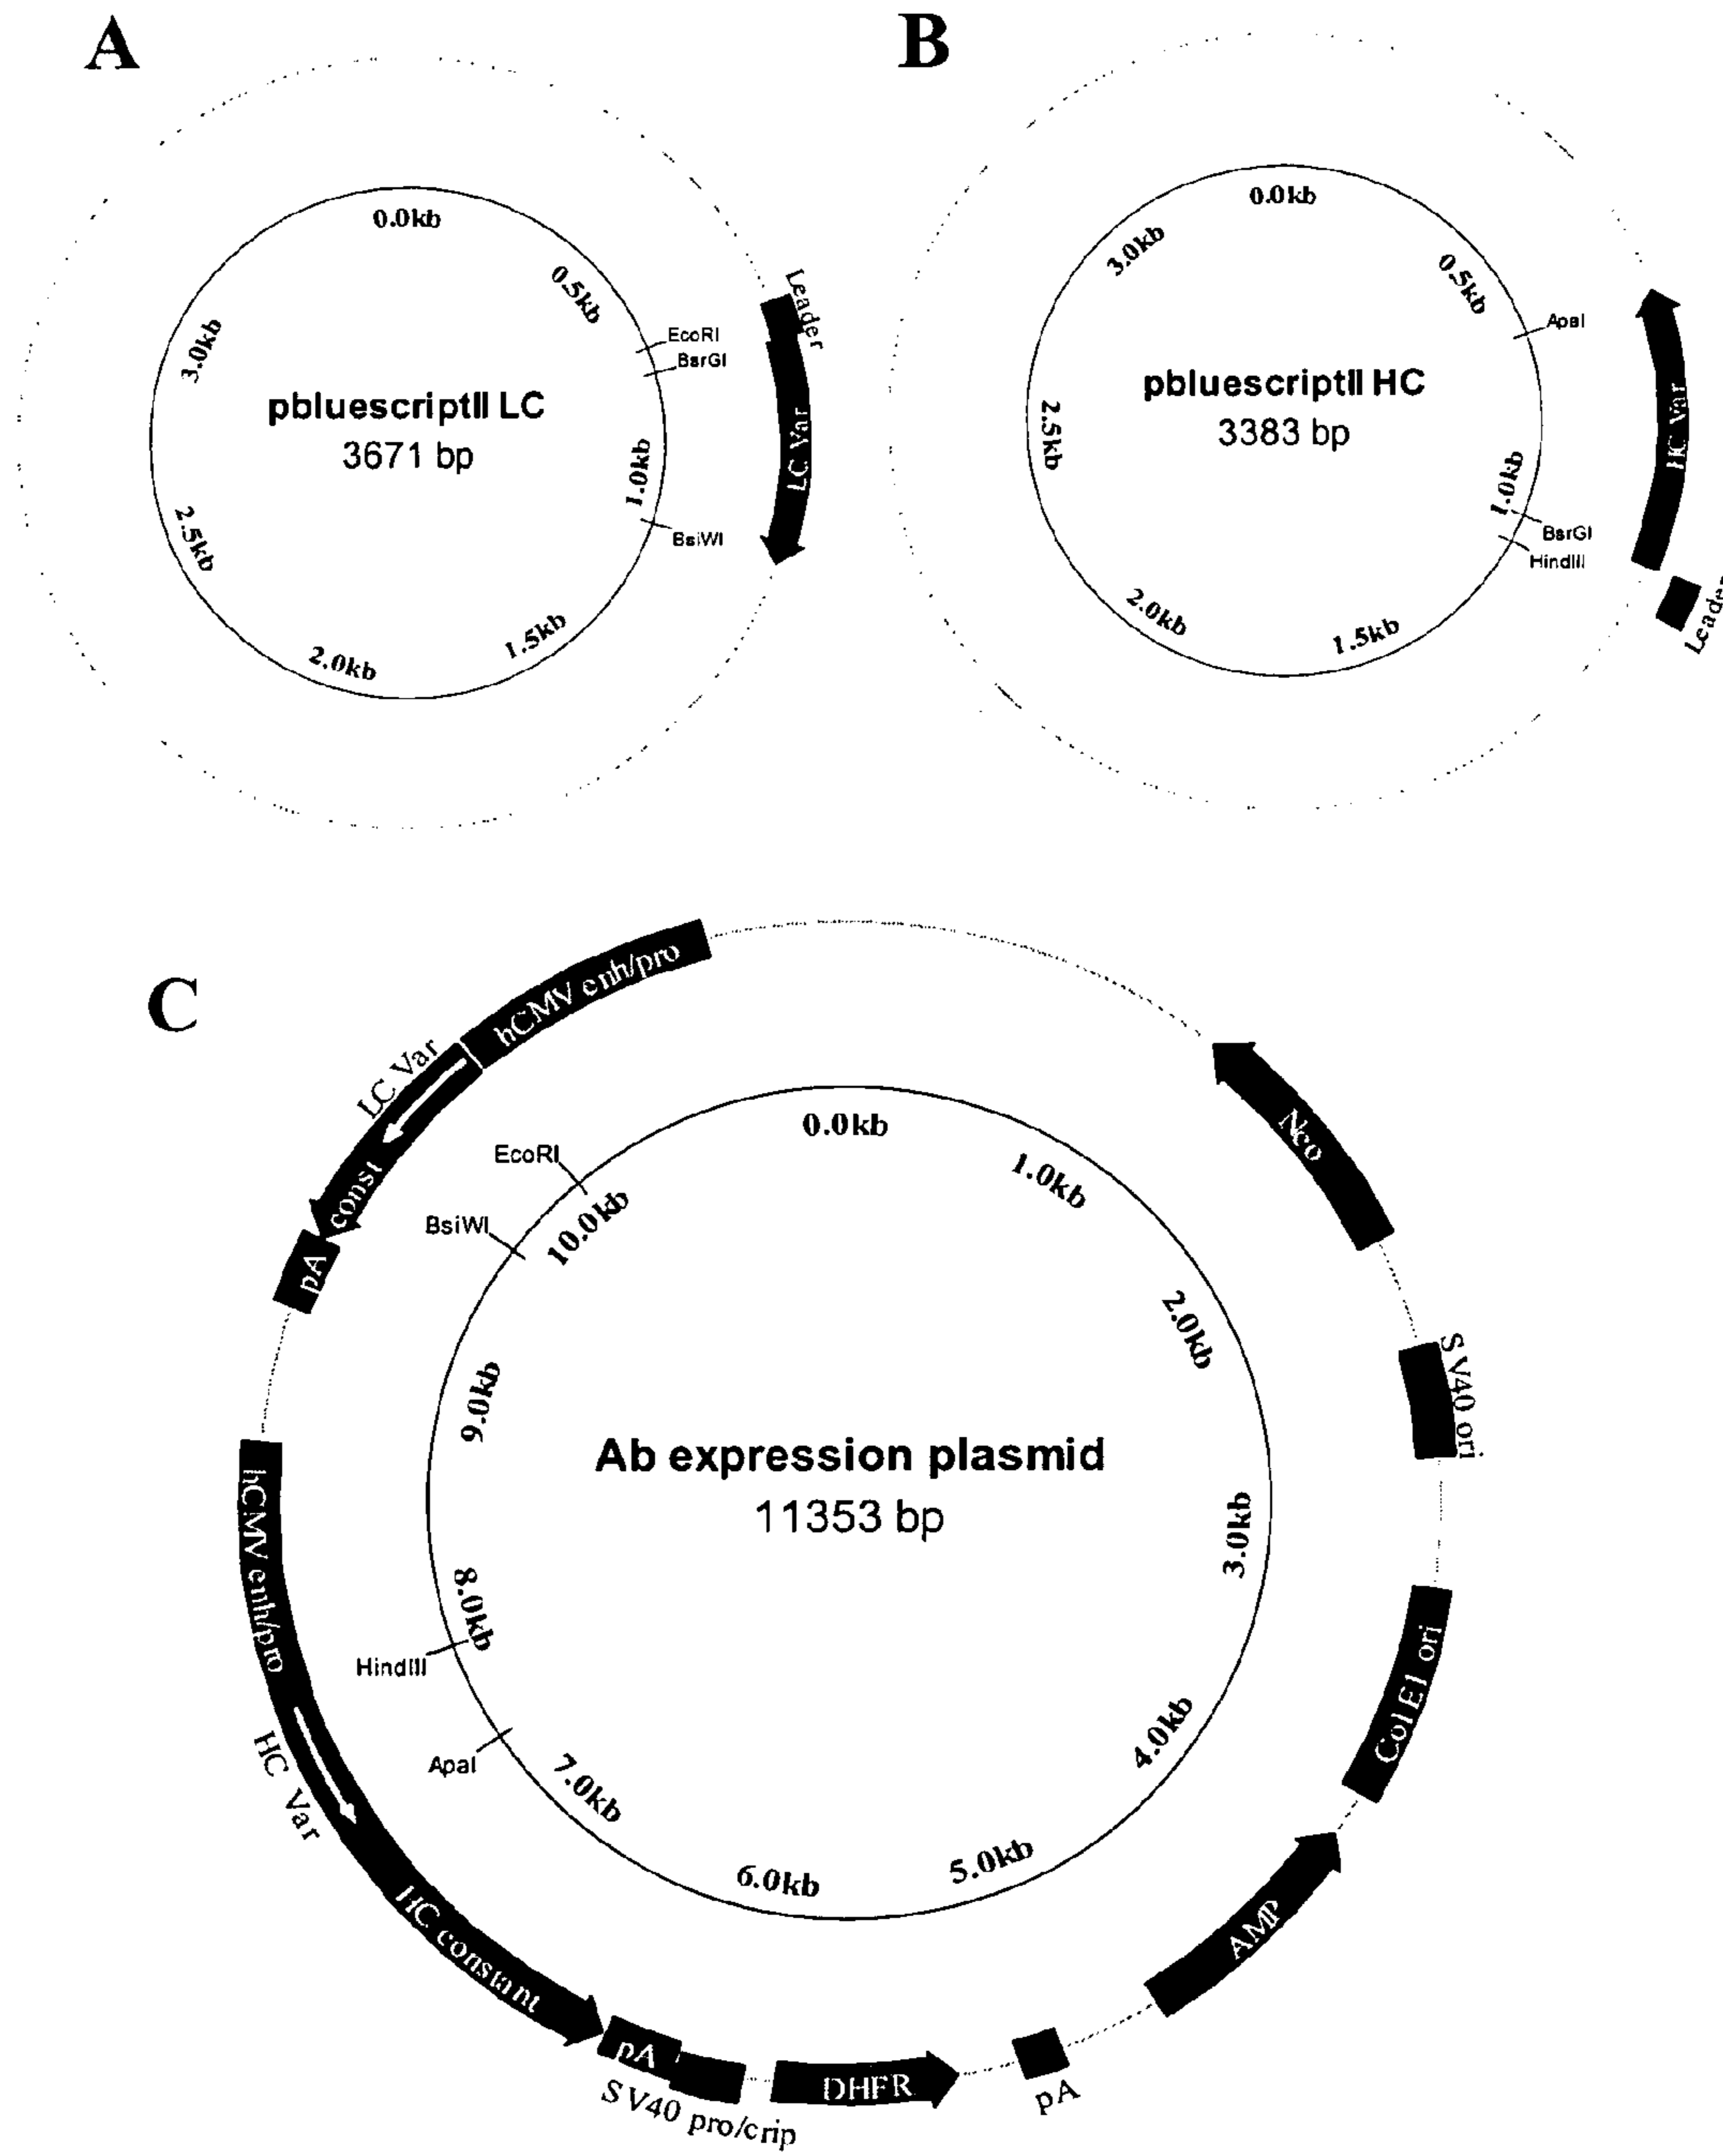 A
0.0kb
0.5kb
EcoRI
BsrGI
Leader
LC Var
pbluescriptII LC
3671 bp
1.0kb
BsiWI
1.5kb
2.0kb
2.5kb
3.0kb
B
0.0kb
0.5kb
ApaI
HC Var
pbluescriptII HC
3383 bp
1.0kb
BsrGI
HindIII
Leader
1.5kb
2.0kb
2.5kb
3.0kb
C
hCMV enh/pro
LC Var
const
pA
EcoRI
BsiWI
0.0kb
1.0kb
2.0kb
3.0kb
4.0kb
5.0kb
6.0kb
7.0kb
8.0kb
9.0kb
10.0kb
Neo
SV40 ori
Ab expression plasmid
11353 bp
hCMV enh/pro
HindIII
ApaI
HC Var
HC constant
pA
SV40 pro/crip
DHFR
pA
AMP
ColE1 ori